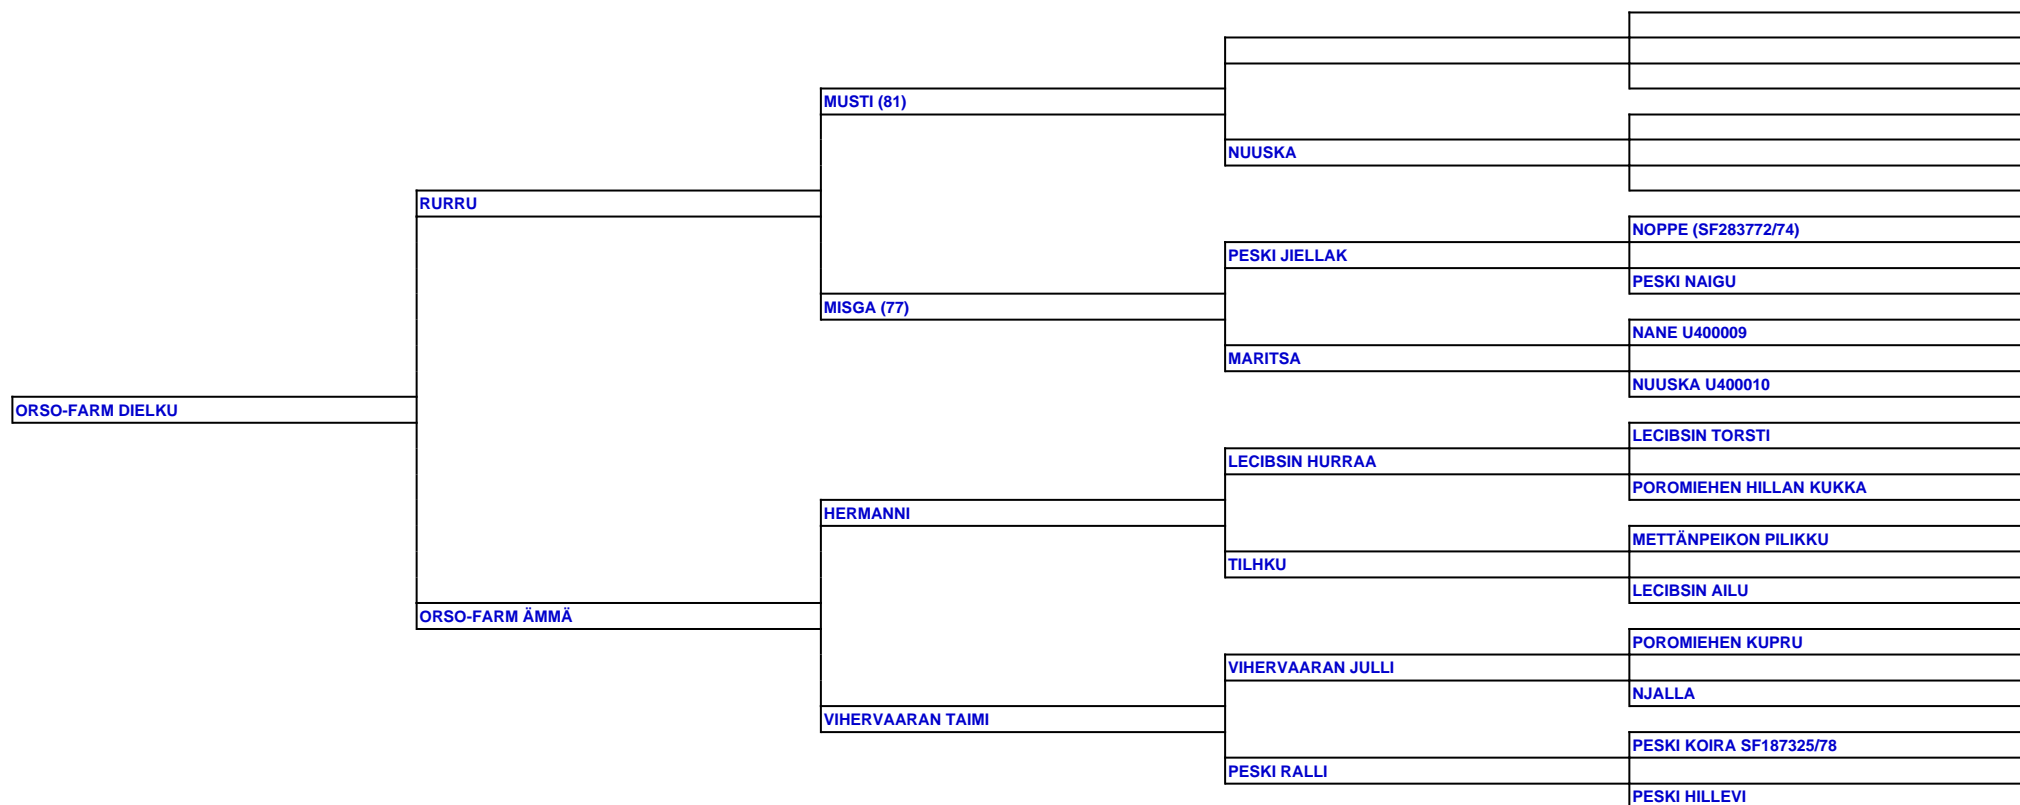 MUSTI (81)
NUUSKA
RURRU
NOPPE (SF283772/74)
PESKI JIELLAK
PESKI NAIGU
MISGA (77)
NANE U400009
MARITSA
NUUSKA U400010
ORSO-FARM DIELKU
LECIBSIN TORSTI
LECIBSIN HURRAA
POROMIEHEN HILLAN KUKKA
HERMANNI
METTÄNPEIKON PILIKKU
TILHKU
LECIBSIN AILU
ORSO-FARM ÄMMÄ
POROMIEHEN KUPRU
VIHERVAARAN JULLI
NJALLA
VIHERVAARAN TAIMI
PESKI KOIRA SF187325/78
PESKI RALLI
PESKI HILLEVI